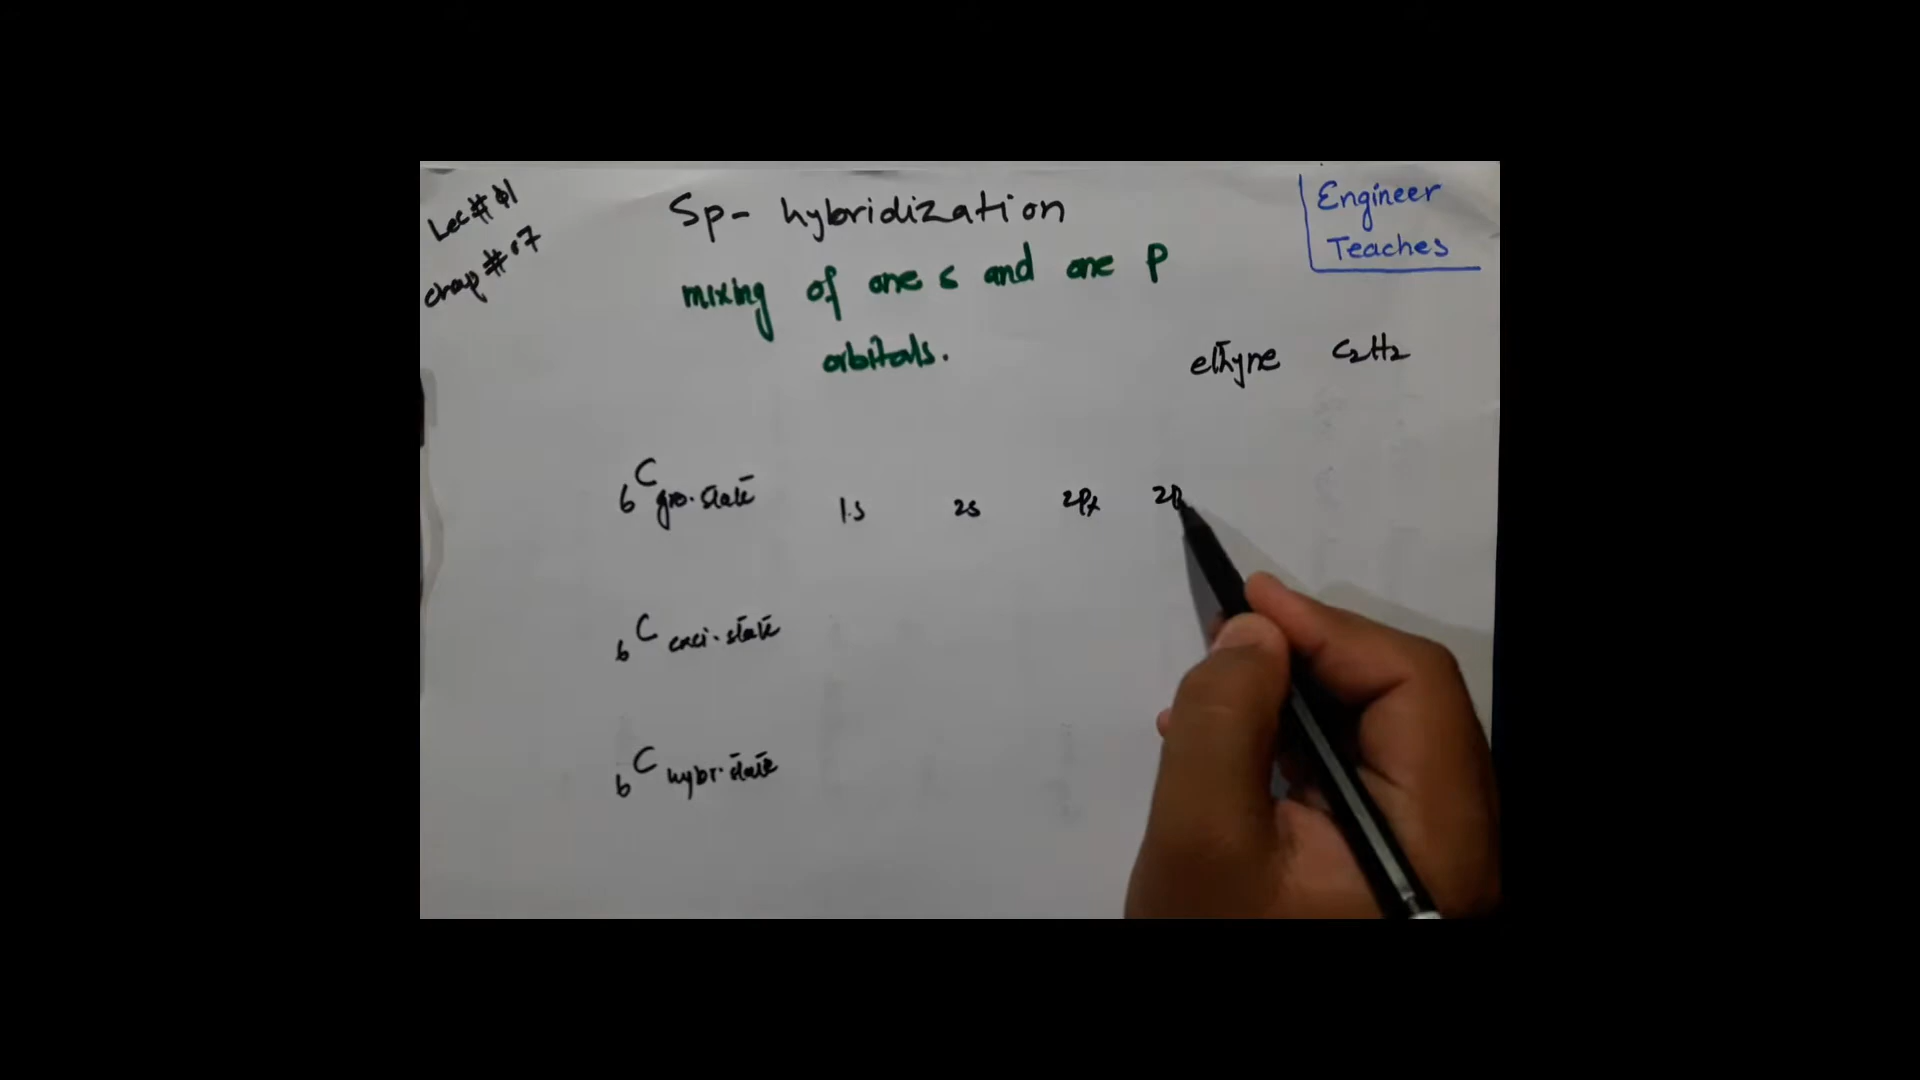 Lec# 01
chap # 07
Sp- hybridization
Engineer
Teaches
mixing of one s and one p
orbitals.
ethyne C₂H₂
₆C gro. state 1s 2s 2Px 2P
₆C exci. state
₆C hybr. state